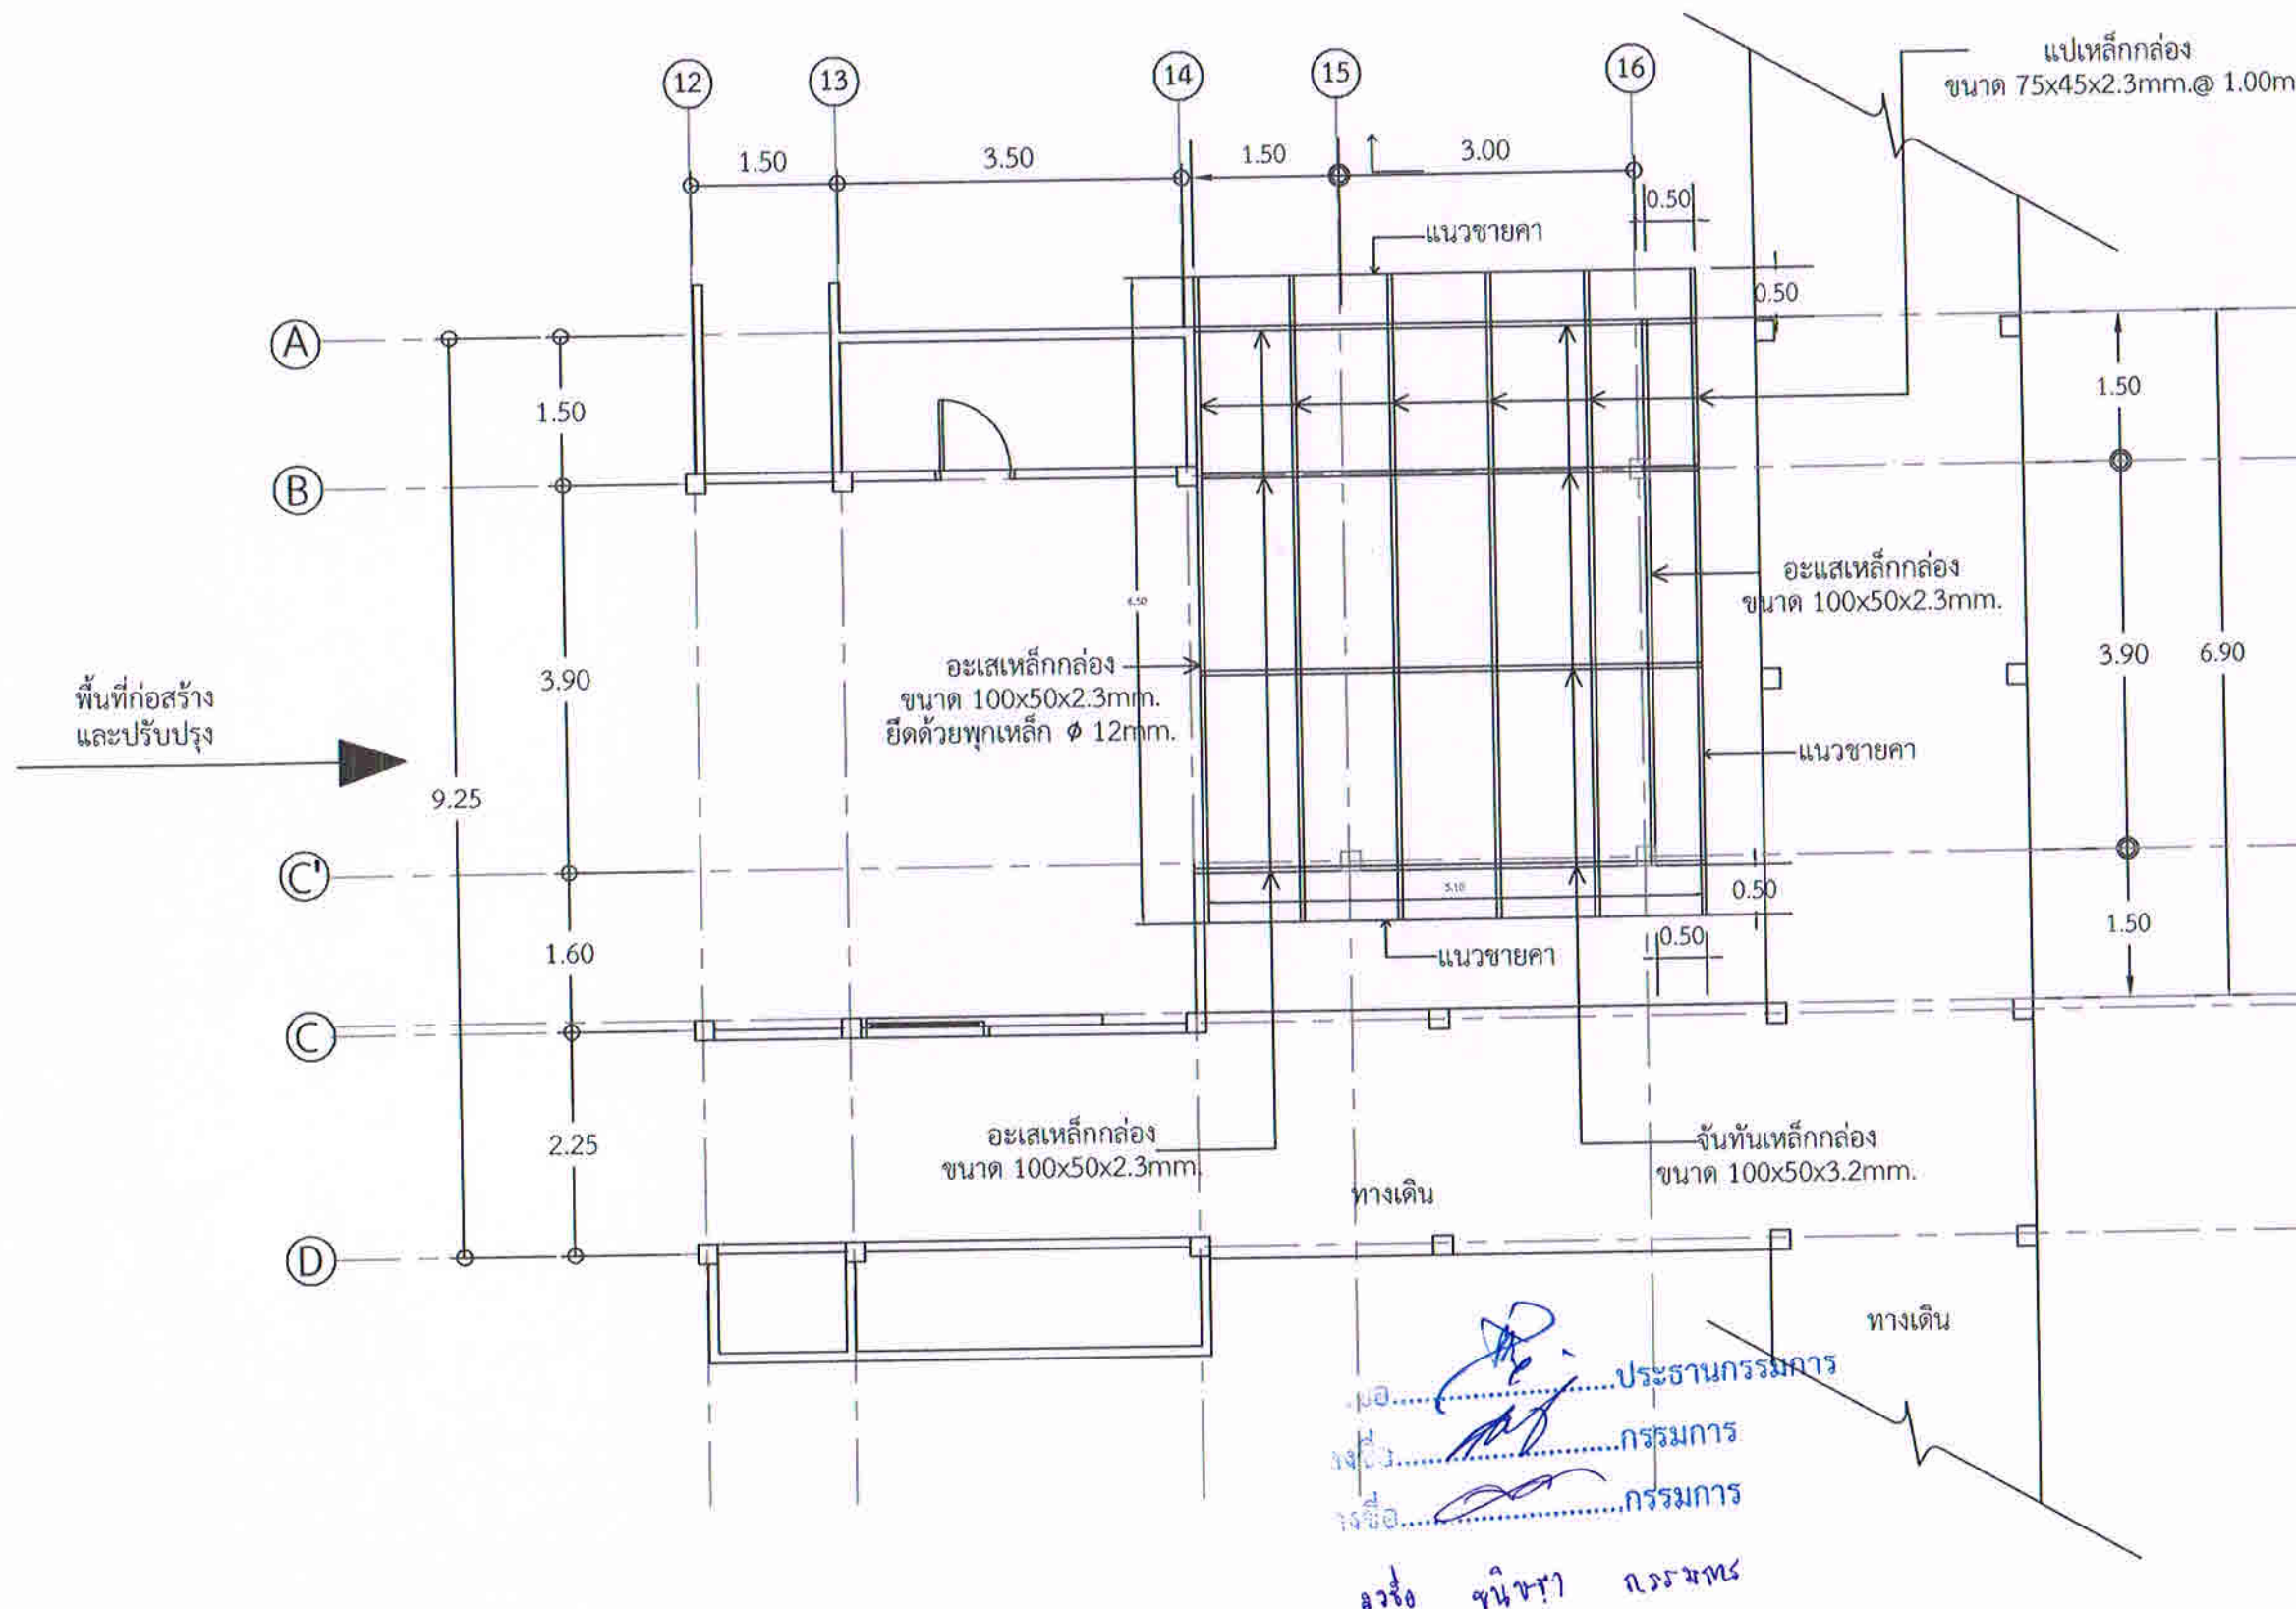 12
13
14
15
16
แปเหล็กกล่อง
ขนาด 75x45x2.3mm.@ 1.00m
1.50
3.50
1.50
3.00
0.50
แนวชายคา
0.50
A
1.50
1.50
B
อะแสเหล็กกล่อง
ขนาด 100x50x2.3mm.
6.50
อะเสเหล็กกล่อง
ขนาด 100x50x2.3mm.
ยึดด้วยพุกเหล็ก ϕ 12mm.
3.90
3.90
6.90
พื้นที่ก่อสร้าง
และปรับปรุง
แนวชายคา
9.25
C'
5.10
0.50
1.60
แนวชายคา
0.50
1.50
C
2.25
อะเสเหล็กกล่อง
ขนาด 100x50x2.3mm.
จันทันเหล็กกล่อง
ขนาด 100x50x3.2mm.
ทางเดิน
D
ทางเดิน
ประธานกรรมการ
กรรมการ
กรรมการ
กรรมการ